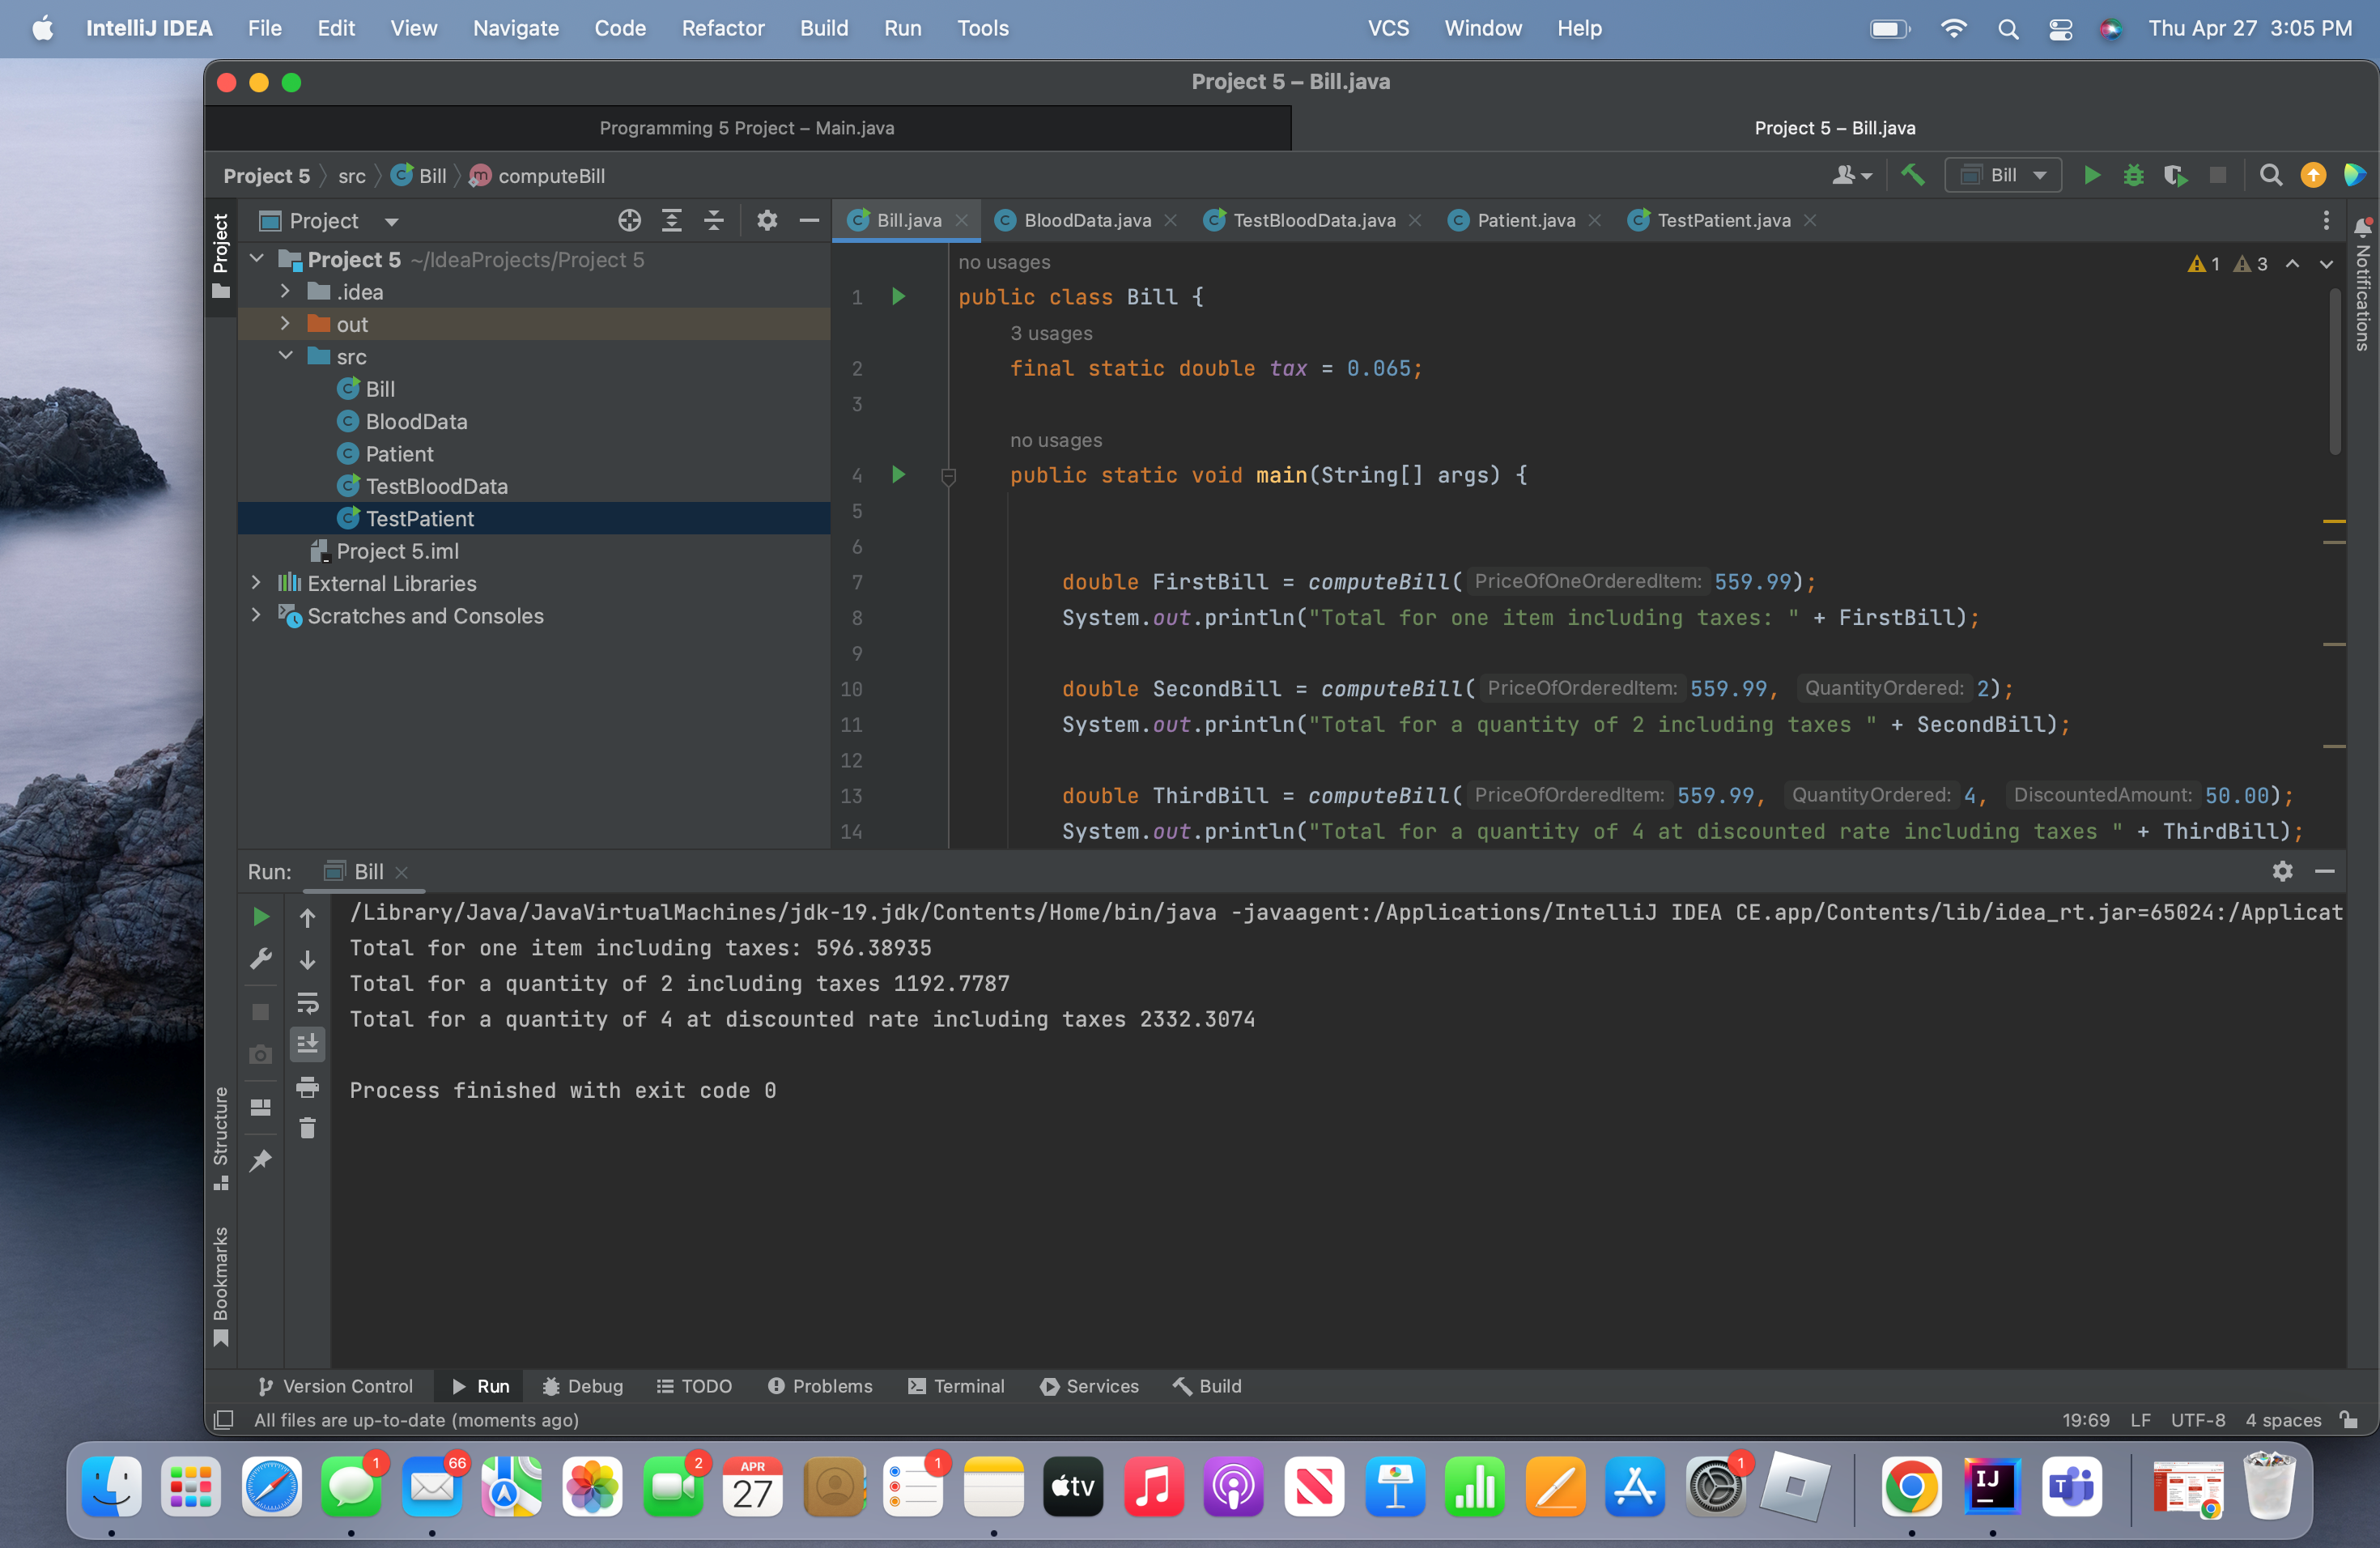 IntelliJ IDEA File Edit View Navigate Code Refactor Build Run Tools VCS Window Help Thu Apr 27 3:05 PM
Project 5 – Bill.java
Programming 5 Project – Main.java Project 5 – Bill.java
Project 5 src Bill computeBill Bill
Project
Project
Bill.java BloodData.java TestBloodData.java Patient.java TestPatient.java
Notifications
Project 5 ~/IdeaProjects/Project 5
.idea
out
src
Bill
BloodData
Patient
TestBloodData
TestPatient
Project 5.iml
External Libraries
Scratches and Consoles
1 3
no usages
1 public class Bill {
3 usages
2 final static double tax = 0.065;
3
no usages
4 public static void main(String[] args) {
5
6
7 double FirstBill = computeBill( PriceOfOneOrderedItem: 559.99);
8 System.out.println("Total for one item including taxes: " + FirstBill);
9
10 double SecondBill = computeBill( PriceOfOrderedItem: 559.99, QuantityOrdered: 2);
11 System.out.println("Total for a quantity of 2 including taxes " + SecondBill);
12
13 double ThirdBill = computeBill( PriceOfOrderedItem: 559.99, QuantityOrdered: 4, DiscountedAmount: 50.00);
14 System.out.println("Total for a quantity of 4 at discounted rate including taxes " + ThirdBill);
Run: Bill
/Library/Java/JavaVirtualMachines/jdk-19.jdk/Contents/Home/bin/java -javaagent:/Applications/IntelliJ IDEA CE.app/Contents/lib/idea_rt.jar=65024:/Applicat
Total for one item including taxes: 596.38935
Total for a quantity of 2 including taxes 1192.7787
Total for a quantity of 4 at discounted rate including taxes 2332.3074
Process finished with exit code 0
Structure
Bookmarks
Version Control Run Debug TODO Problems Terminal Services Build
All files are up-to-date (moments ago) 19:69 LF UTF-8 4 spaces
1 66 2 APR 27 1 tv 1 IJ T